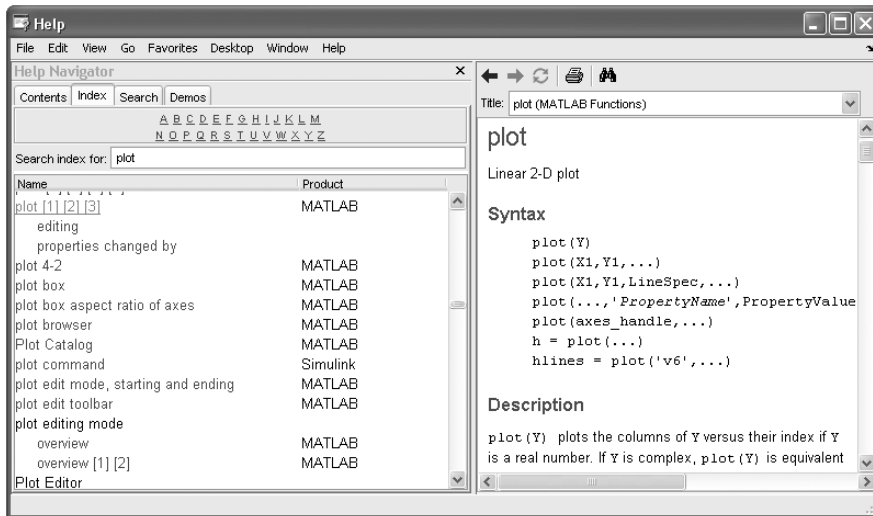 Help
File Edit View Go Favorites Desktop Window Help
Help Navigator
Contents Index Search Demos
A B C D E F G H I J K L M
N O P Q R S T U V W X Y Z
Search index for: plot
Name Product
plot [1] [2] [3] MATLAB
editing
properties changed by
plot 4-2 MATLAB
plot box MATLAB
plot box aspect ratio of axes MATLAB
plot browser MATLAB
Plot Catalog MATLAB
plot command Simulink
plot edit mode, starting and ending MATLAB
plot edit toolbar MATLAB
plot editing mode
overview MATLAB
overview [1] [2] MATLAB
Plot Editor
Title: plot (MATLAB Functions)
plot
Linear 2-D plot
Syntax
plot(Y)
plot(X1,Y1,...)
plot(X1,Y1,LineSpec,...)
plot(...,'PropertyName',PropertyValue
plot(axes_handle,...)
h = plot(...)
hlines = plot('v6',...)
Description
plot(Y) plots the columns of Y versus their index if Y
is a real number. If Y is complex, plot(Y) is equivalent